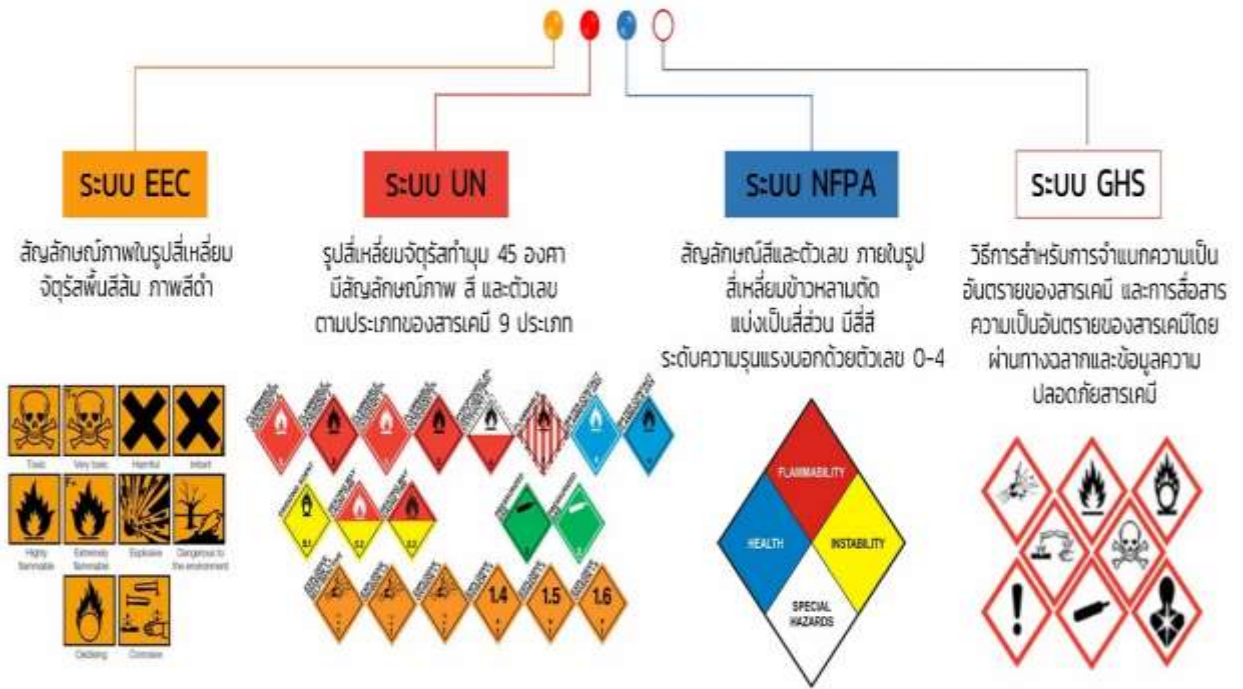 ระบบ EEC
สัญลักษณ์ภาพในรูปสี่เหลี่ยม
จัตุรัสพื้นสีส้ม ภาพสีดำ
Toxic
T+
Very toxic
Harmful
Irritant
Highly
flammable
F+
Extremely
flammable
Explosive
Dangerous to
the environment
Oxidising
Corrosive
ระบบ UN
รูปสี่เหลี่ยมจัตุรัสทำมุม 45 องศา
มีสัญลักษณ์ภาพ สี และตัวเลข
ตามประเภทของสารเคมี 9 ประเภท
5.1
5.2
5.2
1.4
1.5
1.6
ระบบ NFPA
สัญลักษณ์สีและตัวเลข ภายในรูป
สี่เหลี่ยมข้าวหลามตัด
แบ่งเป็นสี่ส่วน มีสี่สี
ระดับความรุนแรงบอกด้วยตัวเลข 0-4
FLAMMABILITY
HEALTH
INSTABILITY
SPECIAL
HAZARDS
ระบบ GHS
วิธีการสำหรับการจำแนกความเป็น
อันตรายของสารเคมี และการสื่อสาร
ความเป็นอันตรายของสารเคมีโดย
ผ่านทางฉลากและข้อมูลความ
ปลอดภัยสารเคมี